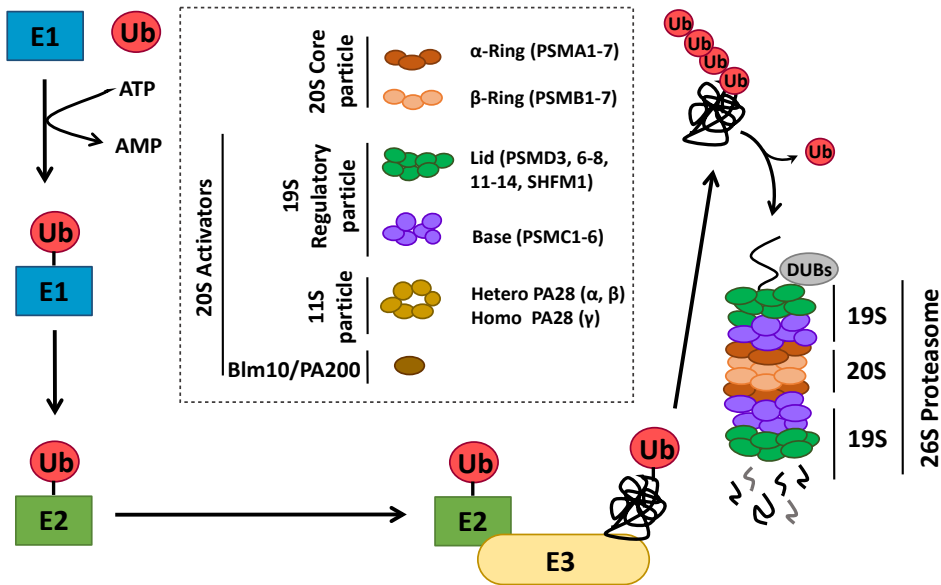 E1
Ub
ATP
AMP
Ub
E1
Ub
E2
20S Activators
20S Core
particle
α-Ring (PSMA1-7)
β-Ring (PSMB1-7)
19S
Regulatory
particle
Lid (PSMD3, 6-8,
11-14, SHFM1)
Base (PSMC1-6)
11S
particle
Hetero PA28 (α, β)
Homo PA28 (γ)
Blm10/PA200
Ub
E2
E3
Ub
Ub
Ub
Ub
Ub
Ub
DUBs
19S
20S
19S
26S Proteasome